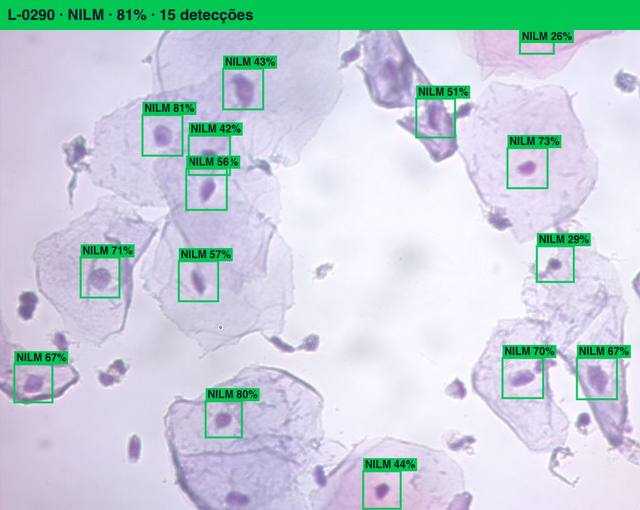 L-0290 · NILM · 81% · 15 detecções
NILM 26%
NILM 43%
NILM 51%
NILM 81%
NILM 42%
NILM 73%
NILM 56%
NILM 71%
NILM 57%
NILM 29%
NILM 67%
NILM 70%
NILM 67%
NILM 80%
NILM 44%